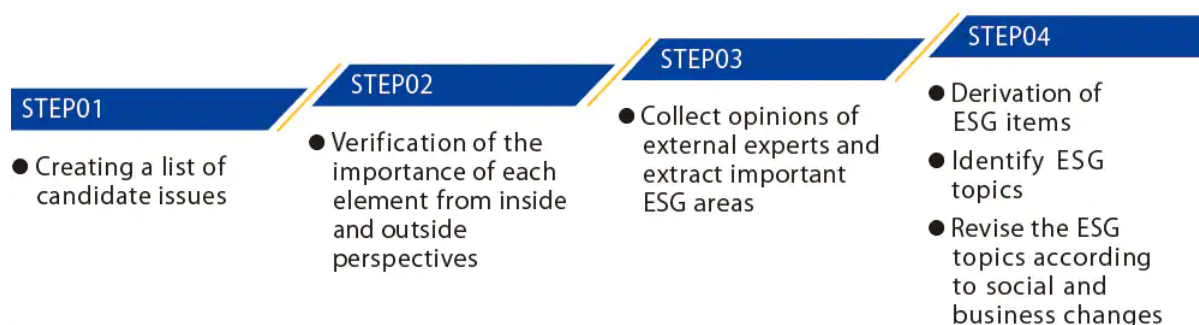 STEP01
● Creating a list of
candidate issues
STEP02
● Verification of the
importance of each
element from inside
and outside
perspectives
STEP03
● Collect opinions of
external experts and
extract important
ESG areas
STEP04
● Derivation of
ESG items
● Identify ESG
topics
● Revise the ESG
topics according
to social and
business changes